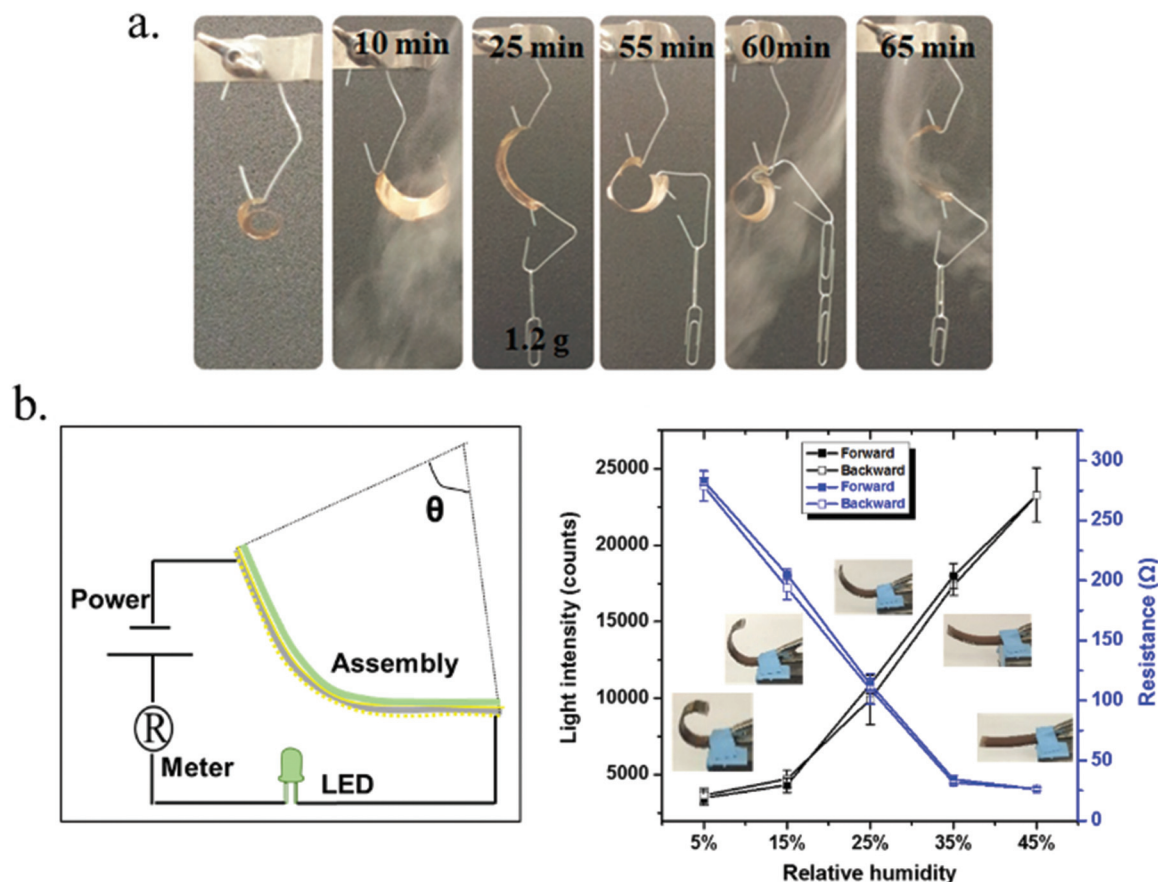 a.
10 min
25 min
55 min
60min
65 min
1.2 g
b.
θ
Power
Assembly
R
Meter
LED
Forward
Backward
Forward
Backward
Light intensity (counts)
25000
20000
15000
10000
5000
Resistance (Ω)
300
250
200
150
100
50
0
5%
15%
25%
35%
45%
Relative humidity